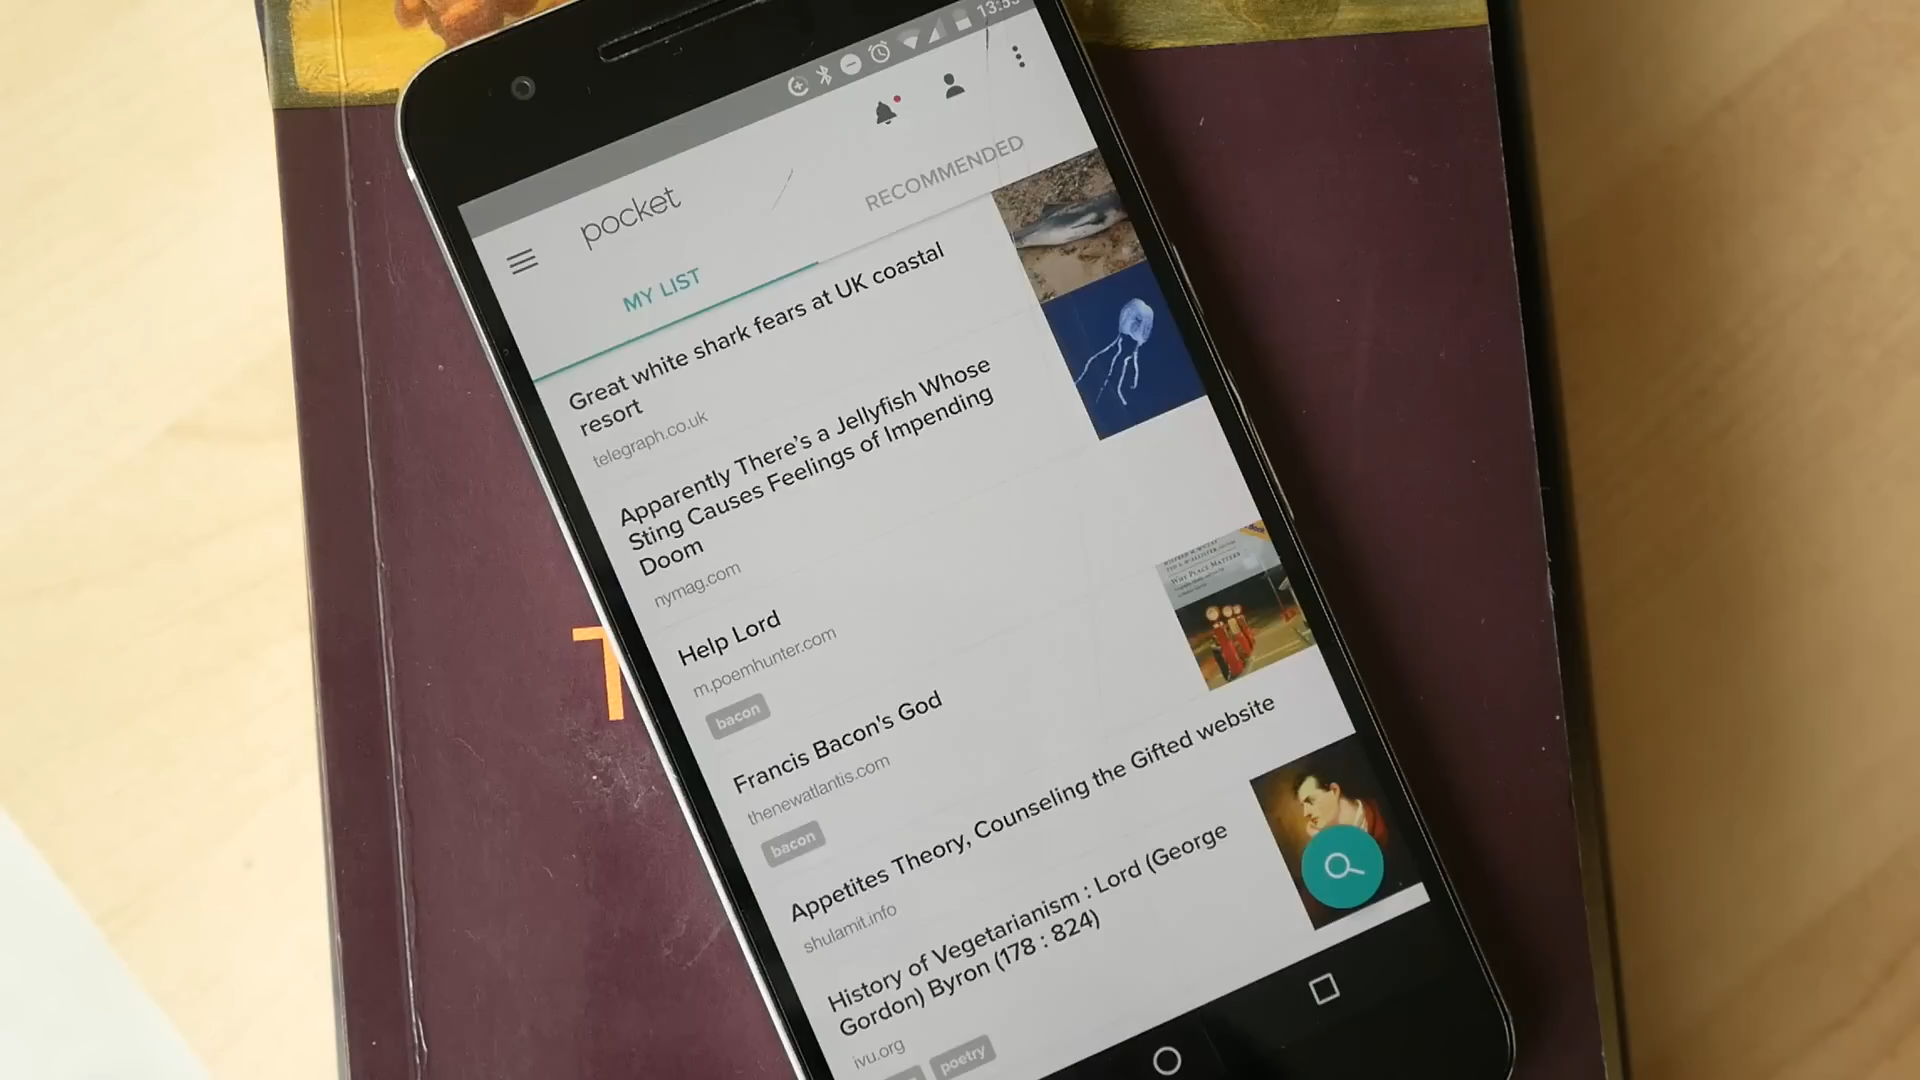 pocket
MY LIST
RECOMMENDED
Great white shark fears at UK coastal
resort
telegraph.co.uk
Apparently There's a Jellyfish Whose
Sting Causes Feelings of Impending
Doom
nymag.com
Help Lord
m.poemhunter.com
bacon
Francis Bacon's God
thenewatlantis.com
bacon
WHY PLACE MATTERS
Appetites Theory, Counseling the Gifted website
shulamit.info
History of Vegetarianism : Lord (George
Gordon) Byron (178 : 824)
ivu.org
poetry
T